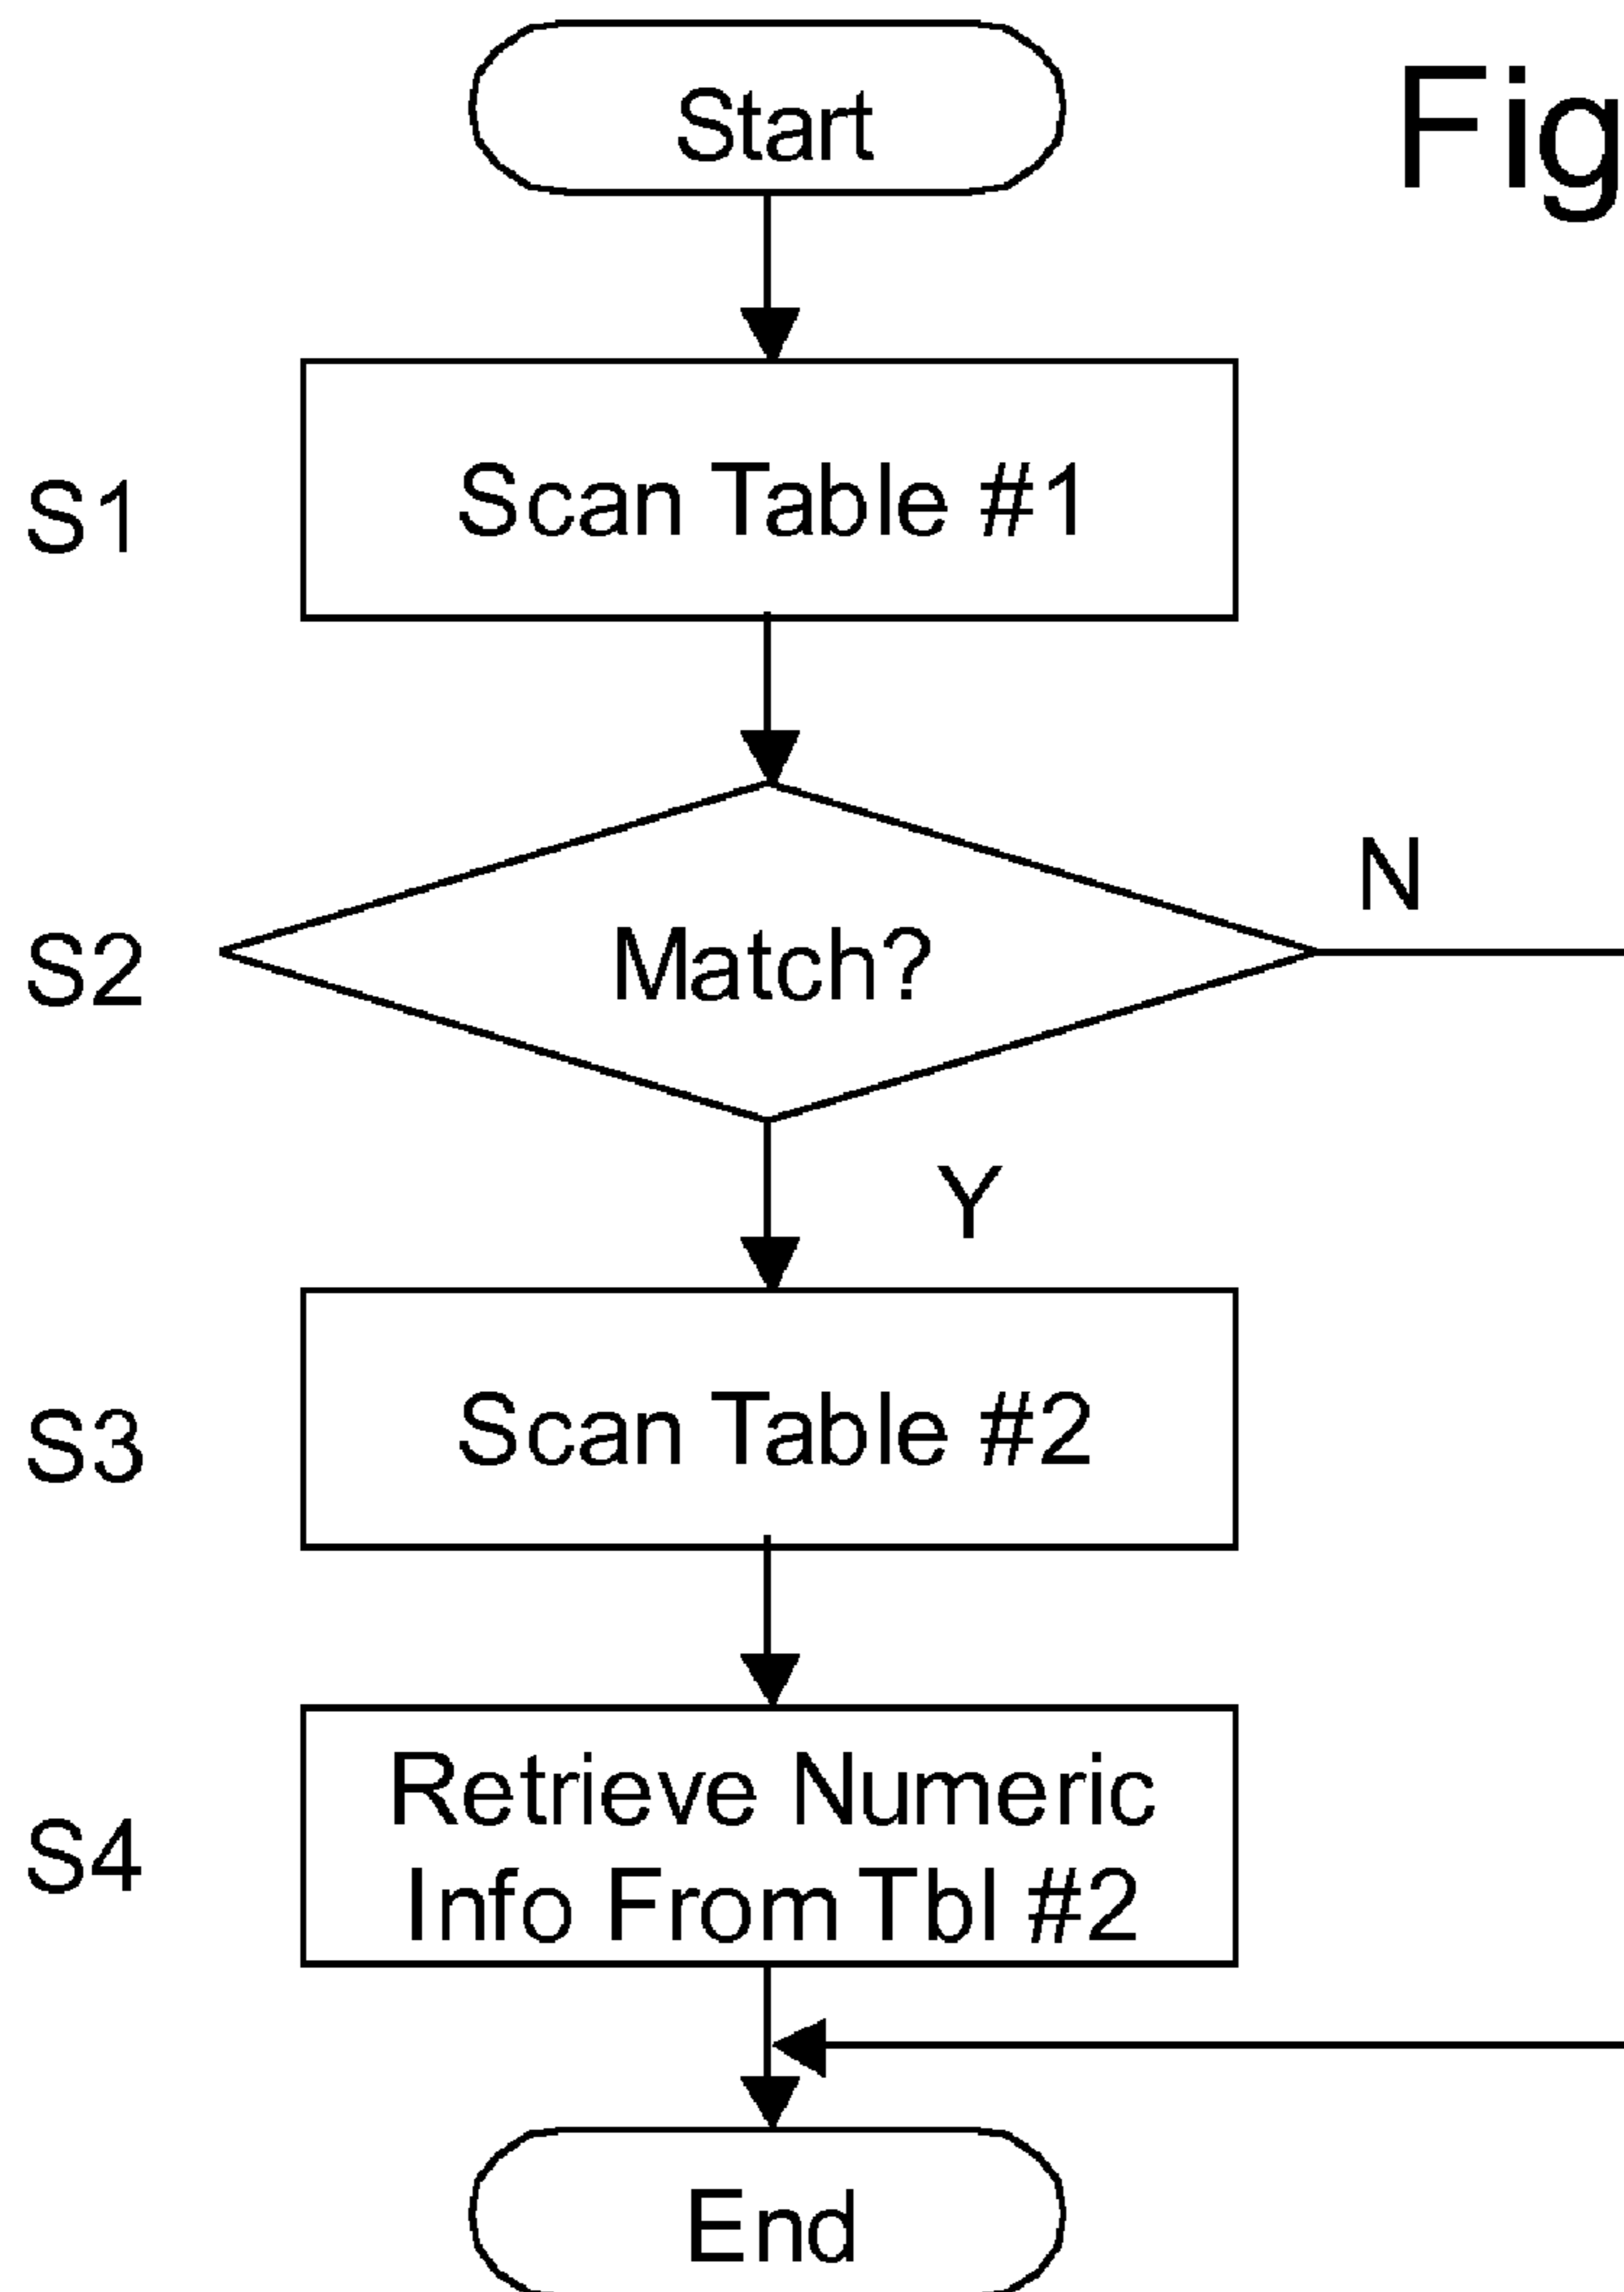 Start
Fig
S1
Scan Table #1
N
S2
Match?
Y
S3
Scan Table #2
S4
Retrieve Numeric
Info From Tbl #2
End